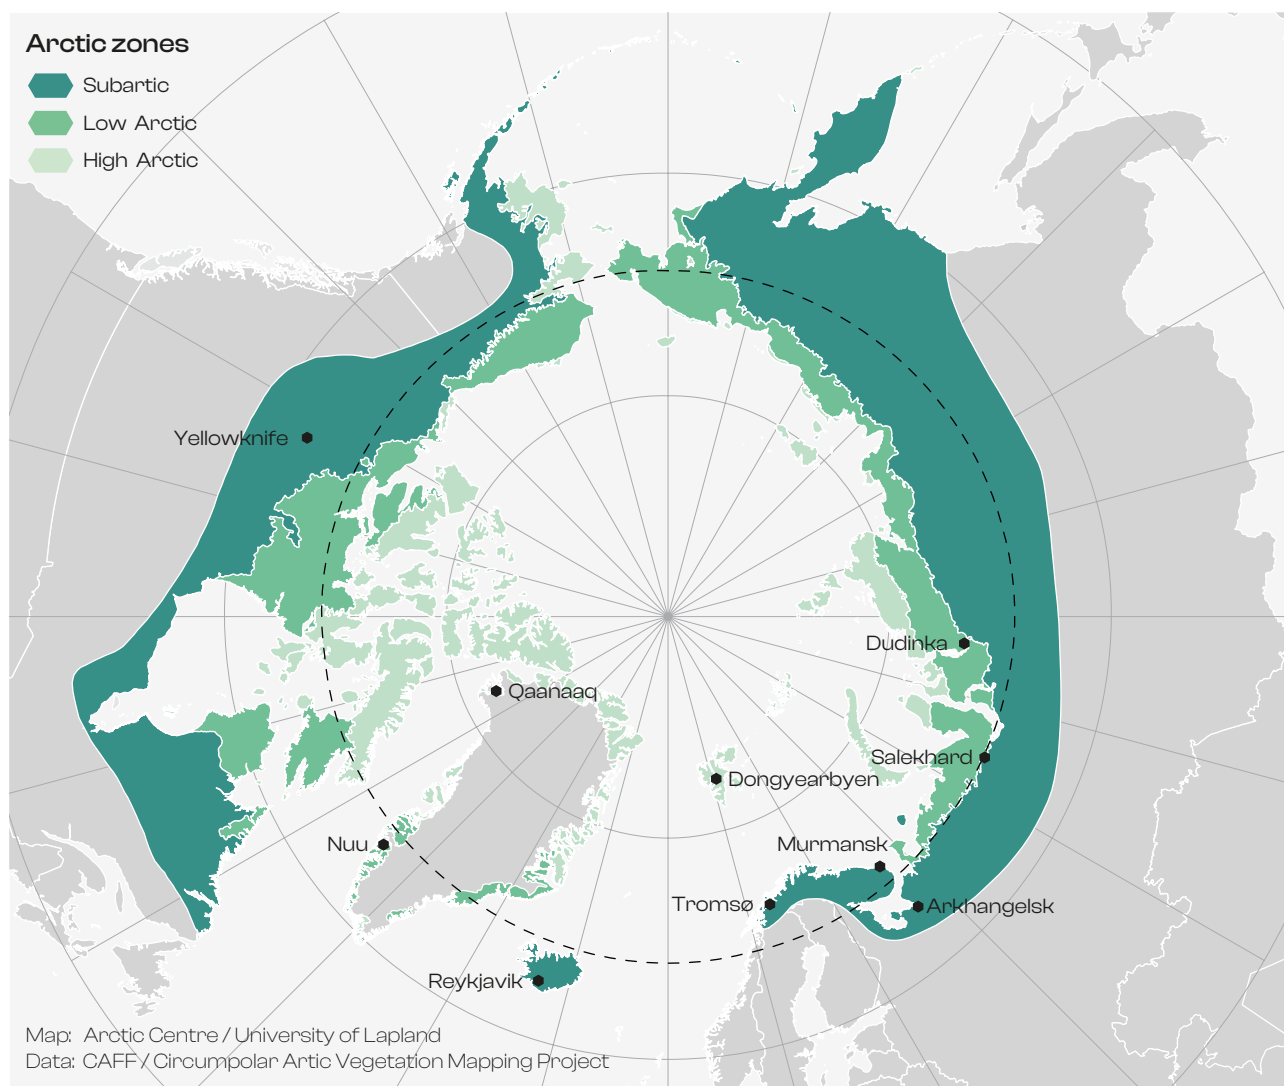 Arctic zones
Subartic
Low Arctic
High Arctic
Yellowknife
Dudinka
Qaanaaq
Salekhard
Dongyearbyen
Nuu
Murmansk
Tromsø
Arkhangelsk
Reykjavik
Map: Arctic Centre / University of Lapland
Data: CAFF / Circumpolar Artic Vegetation Mapping Project